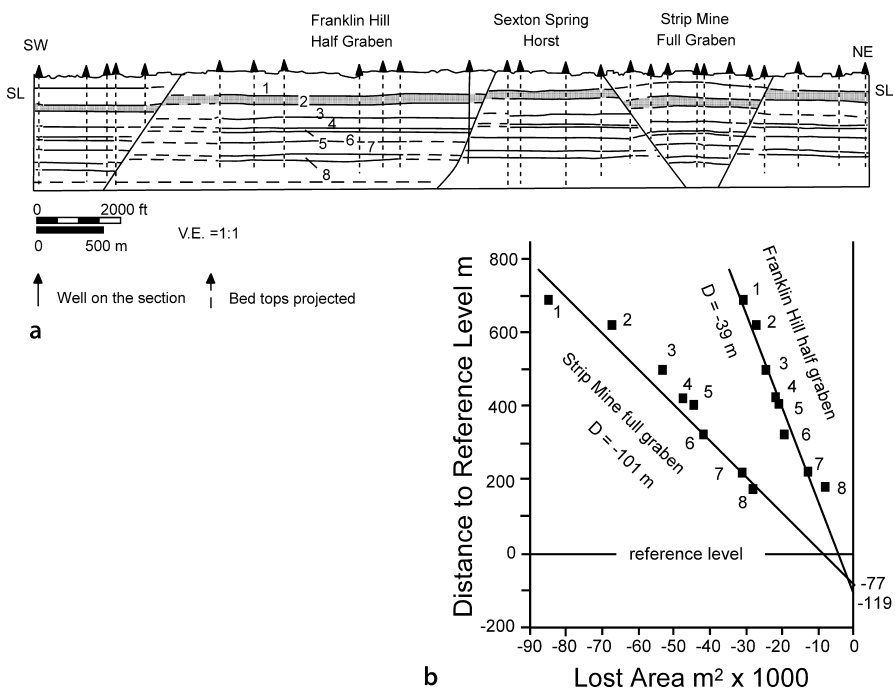 Franklin Hill
Half Graben
Sexton Spring
Horst
Strip Mine
Full Graben
SW
NE
SL
SL
1
2
3
4
5
6
7
8
0 2000 ft
0 500 m
V.E. =1:1
Well on the section
Bed tops projected
a
Distance to Reference Level m
800
600
400
200
0
-200
1
2
3
4
5
6
7
8
Strip Mine full graben
D = -101 m
1
2
3
4
5
6
7
8
Franklin Hill half graben
D = -39 m
reference level
-77
-119
-90 -80 -70 -60 -50 -40 -30 -20 -10 0
Lost Area m² x 1000
b